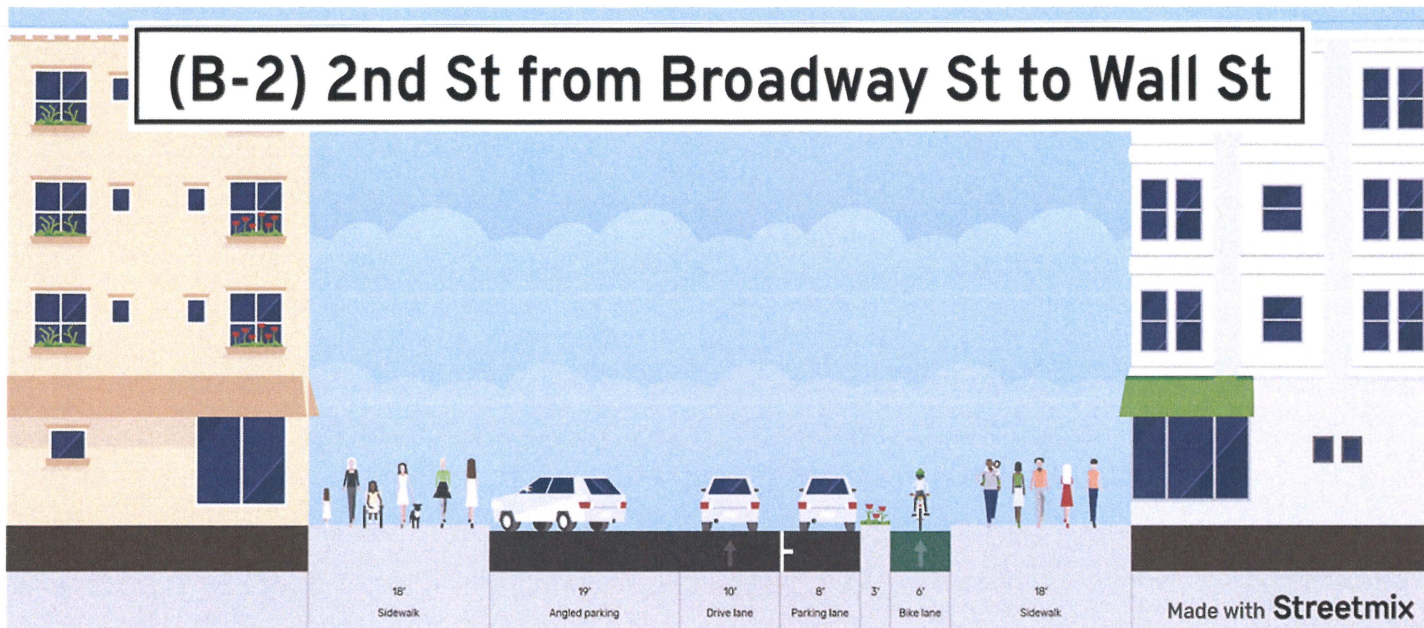 (B-2) 2nd St from Broadway St to Wall St
18'
Sidewalk
19'
Angled parking
10'
Drive lane
8'
Parking lane
3'
6'
Bike lane
18'
Sidewalk
Made with Streetmix